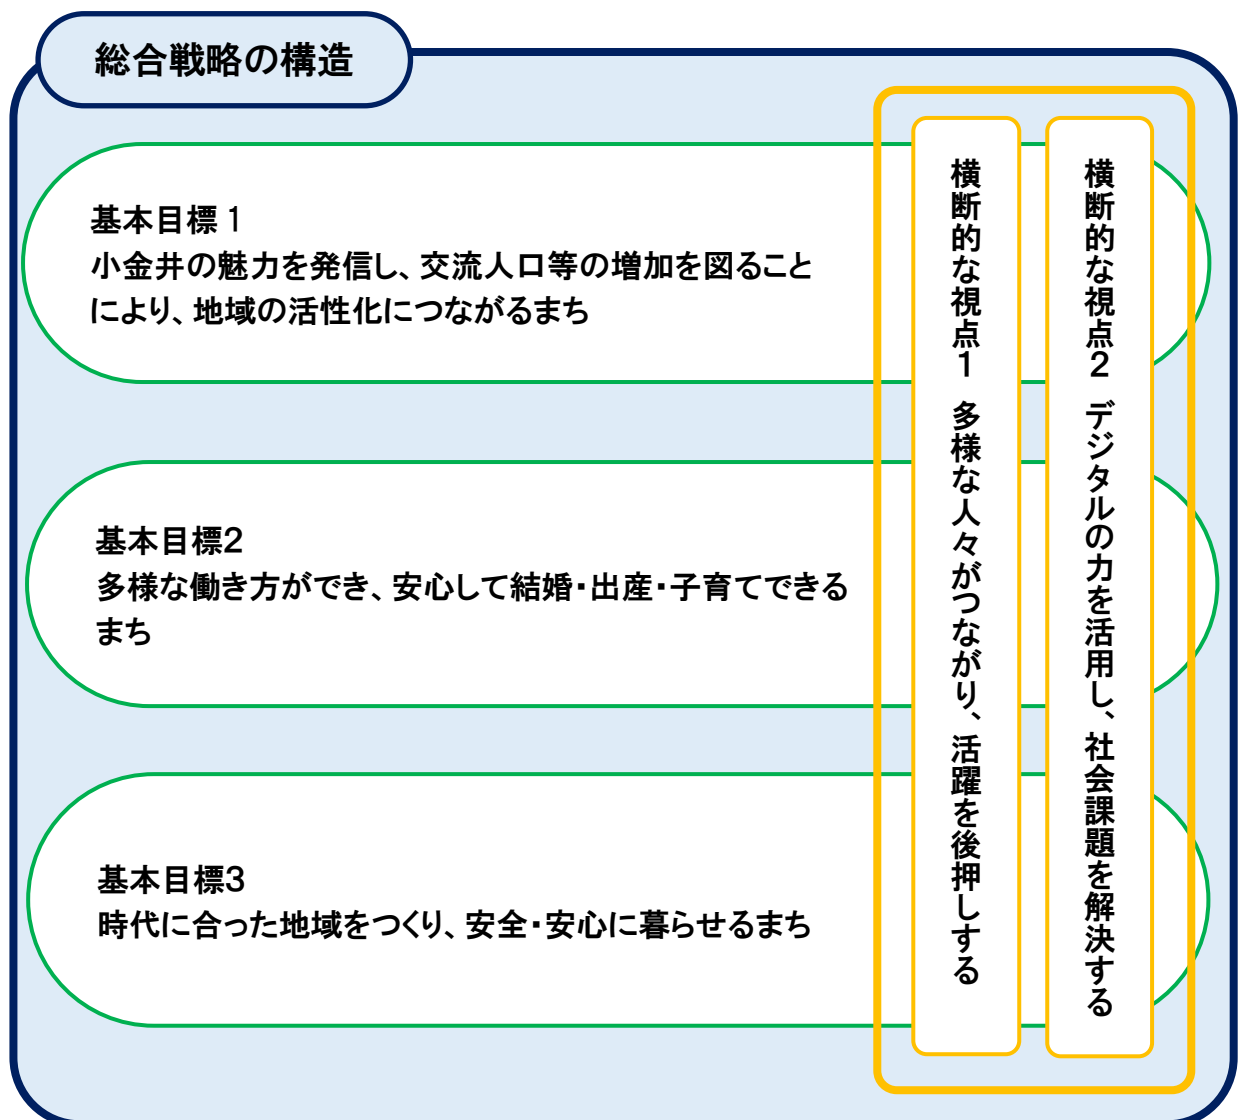 総合戦略の構造
基本目標１
小金井の魅力を発信し、交流人口等の増加を図ること
により、地域の活性化につながるまち
基本目標２
多様な働き方ができ、安心して結婚・出産・子育てできる
まち
基本目標３
時代に合った地域をつくり、安全・安心に暮らせるまち
横断的な視点１ 多様な人々がつながり、活躍を後押しする
横断的な視点２ デジタルの力を活用し、社会課題を解決する